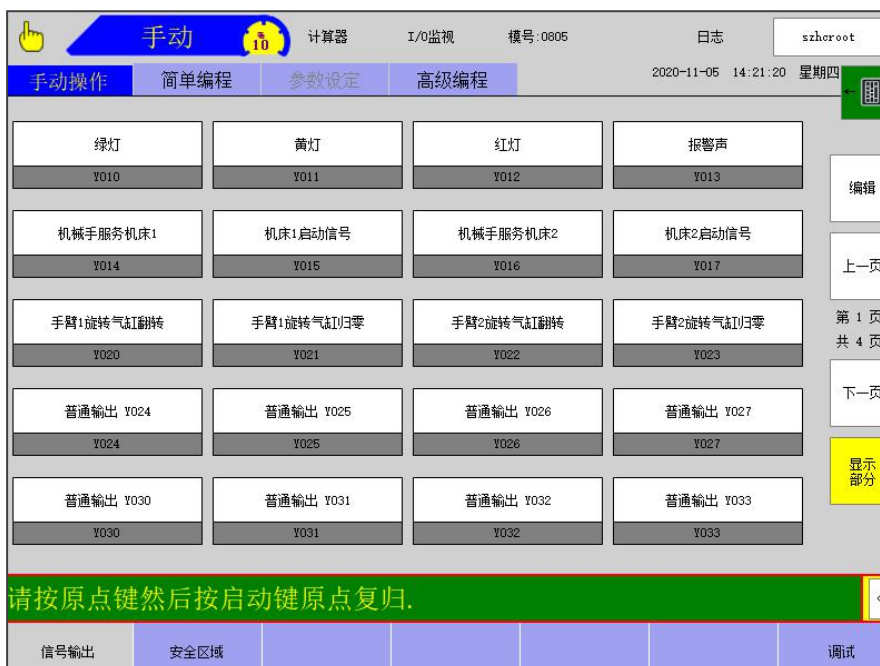 手动
%
10
计算器
I/O监视
模号:0805
日志
szhcroot
手动操作
简单编程
参数设定
高级编程
2020-11-05 14:21:20 星期四
绿灯
黄灯
红灯
报警声
Y010
Y011
Y012
Y013
编辑
机械手服务机床1
机床1启动信号
机械手服务机床2
机床2启动信号
Y014
Y015
Y016
Y017
上一页
手臂1旋转气缸翻转
手臂1旋转气缸归零
手臂2旋转气缸翻转
手臂2旋转气缸归零
Y020
Y021
Y022
Y023
第 1 页
共 4 页
普通输出 Y024
普通输出 Y025
普通输出 Y026
普通输出 Y027
Y024
Y025
Y026
Y027
下一页
普通输出 Y030
普通输出 Y031
普通输出 Y032
普通输出 Y033
Y030
Y031
Y032
Y033
显示
部分
请按原点键然后按启动键原点复归.
信号输出
安全区域
调试